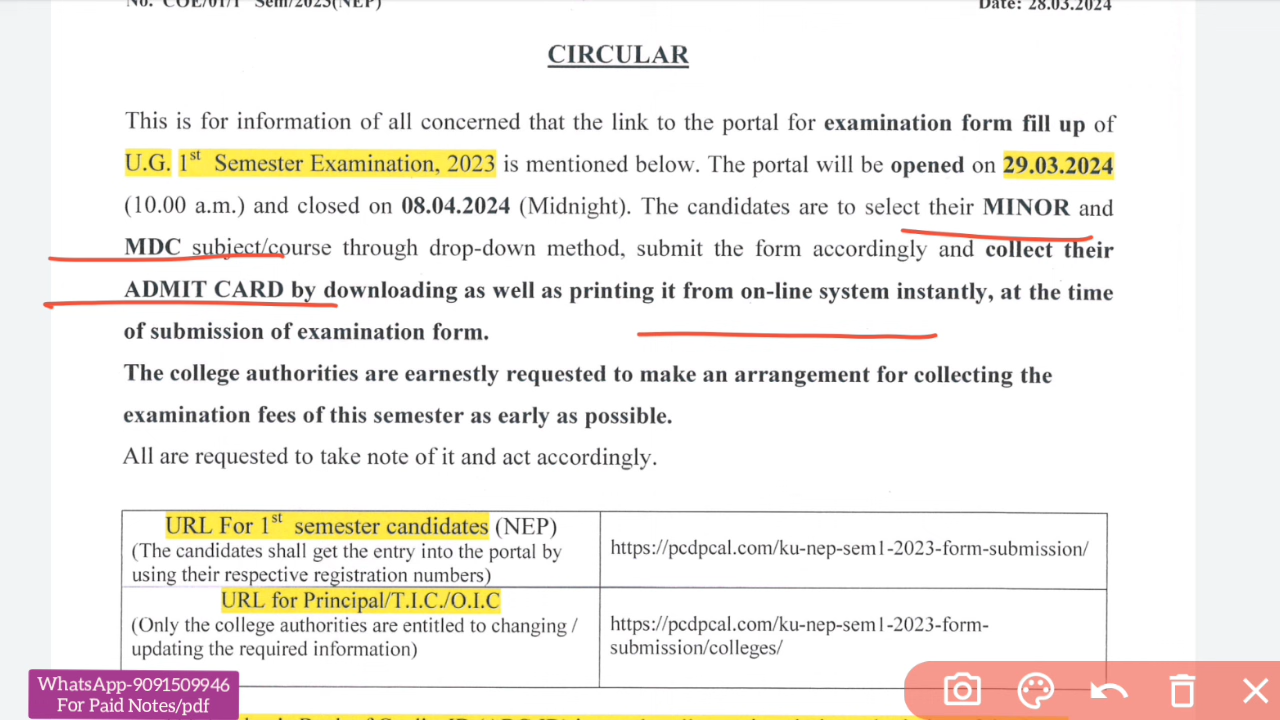 No. COE/01/1st Sem/2023(NEP) Date: 28.03.2024
CIRCULAR
This is for information of all concerned that the link to the portal for examination form fill up of
U.G. 1st Semester Examination, 2023 is mentioned below. The portal will be opened on 29.03.2024
(10.00 a.m.) and closed on 08.04.2024 (Midnight). The candidates are to select their MINOR and
MDC subject/course through drop-down method, submit the form accordingly and collect their
ADMIT CARD by downloading as well as printing it from on-line system instantly, at the time
of submission of examination form.
The college authorities are earnestly requested to make an arrangement for collecting the
examination fees of this semester as early as possible.
All are requested to take note of it and act accordingly.
URL For 1st semester candidates (NEP)
(The candidates shall get the entry into the portal by
using their respective registration numbers)
https://pcdpcal.com/ku-nep-sem1-2023-form-submission/
URL for Principal/T.I.C./O.I.C
(Only the college authorities are entitled to changing /
updating the required information)
https://pcdpcal.com/ku-nep-sem1-2023-form-
submission/colleges/
WhatsApp-9091509946
For Paid Notes/pdf